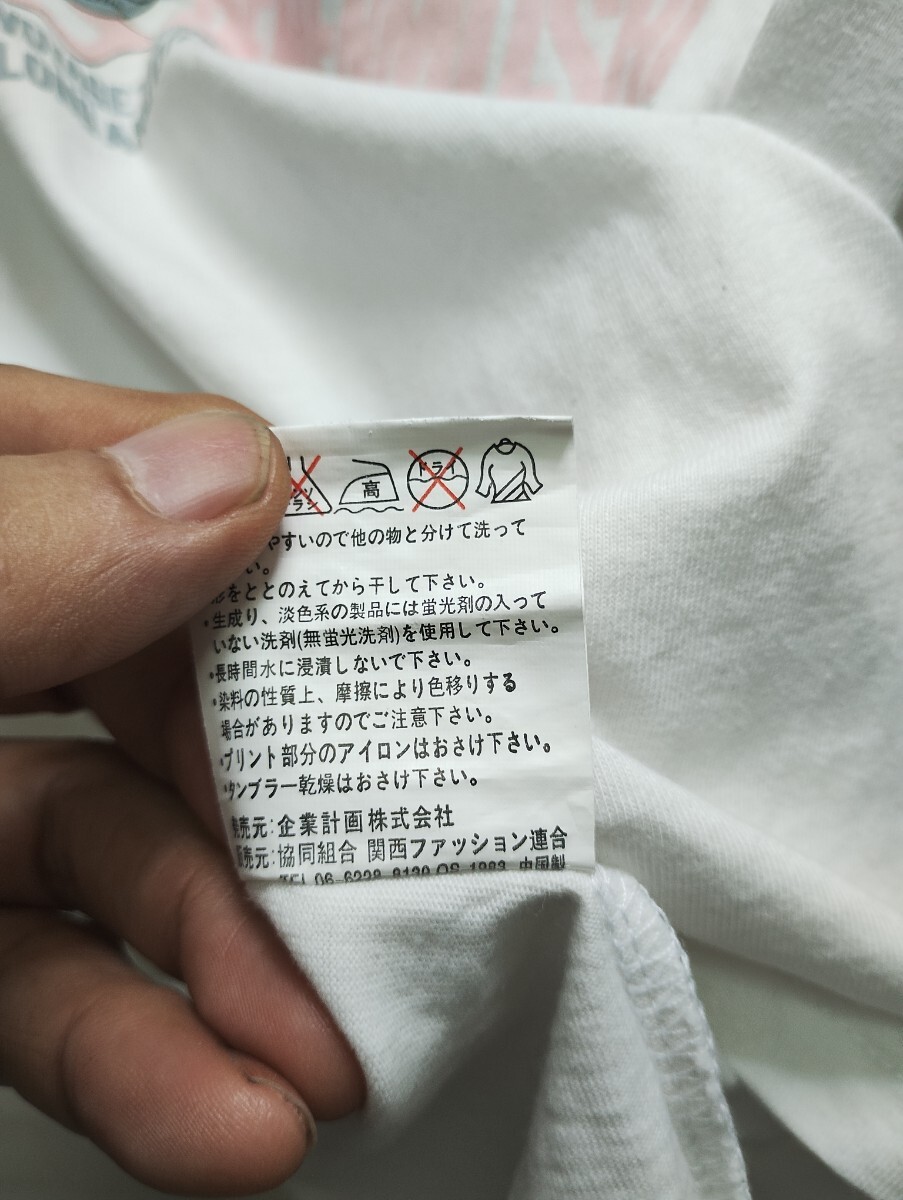 高
ドライ
やすいので他の物と分けて洗って
い。
形をととのえてから干して下さい。
・生成り、淡色系の製品には蛍光剤の入って
いない洗剤(無蛍光洗剤)を使用して下さい。
・長時間水に浸漬しないで下さい。
・染料の性質上、摩擦により色移りする
場合がありますのでご注意下さい。
・プリント部分のアイロンはおさけ下さい。
・タンブラー乾燥はおさけ下さい。
発売元:企業計画株式会社
販売元:協同組合 関西ファッション連合
TEL 06-6228 中国製